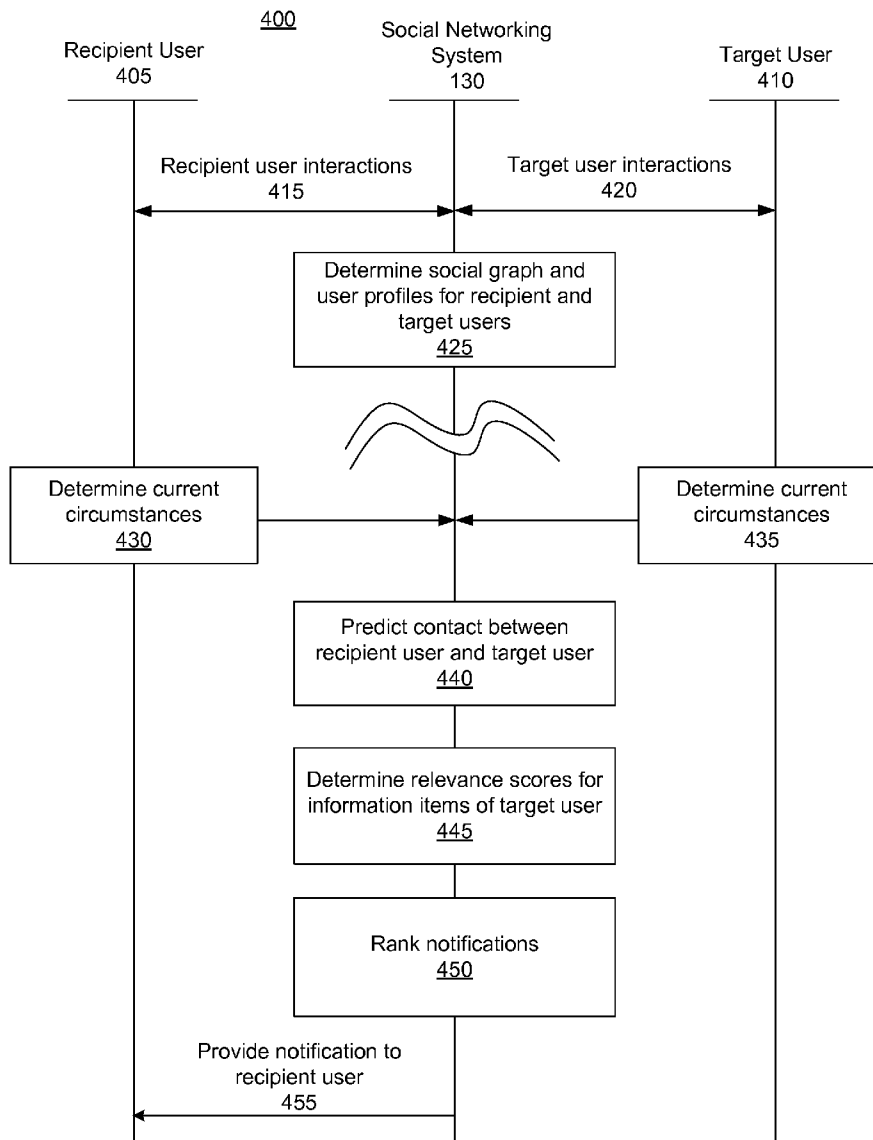 400
Recipient User
405
Social Networking
System
130
Target User
410
Recipient user interactions
415
Target user interactions
420
Determine social graph and
user profiles for recipient and
target users
425
Determine current
circumstances
430
Determine current
circumstances
435
Predict contact between
recipient user and target user
440
Determine relevance scores for
information items of target user
445
Rank notifications
450
Provide notification to
recipient user
455